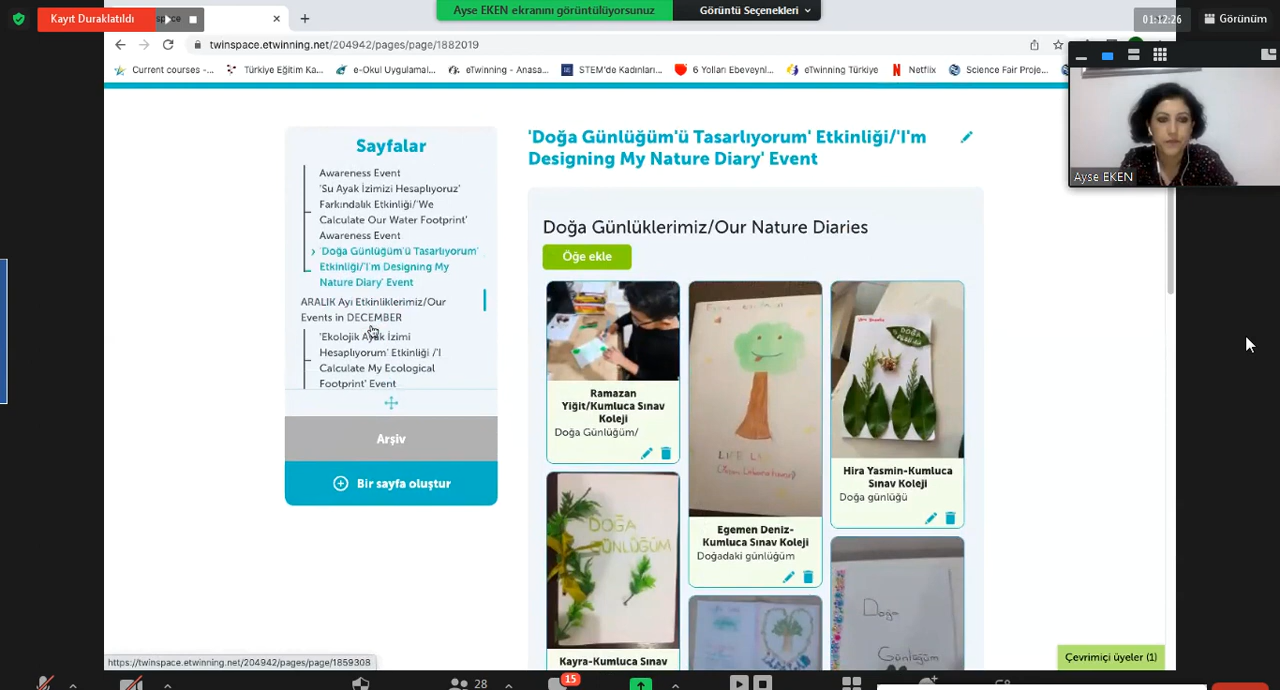 Kayıt Duraklatıldı
Ayse EKEN ekranını görüntülüyorsunuz
Görüntü Seçenekleri
01:12:26
Görünüm
twinspace.etwinning.net/204942/pages/page/1882019
Current courses -...
Türkiye Eğitim Ka...
e-Okul Uygulamal...
eTwinning - Anasa...
STEM'de Kadınları...
6 Yolları Ebeveynl...
eTwinning Türkiye
Netflix
Science Fair Proje...
Ayse EKEN
Sayfalar
Awareness Event
'Su Ayak İzimizi Hesaplıyoruz'
Farkındalık Etkinliği/'We
Calculate Our Water Footprint'
Awareness Event
'Doğa Günlüğüm'ü Tasarlıyorum'
Etkinliği/'I'm Designing My
Nature Diary' Event
ARALIK Ayı Etkinliklerimiz/Our
Events in DECEMBER
'Ekolojik Ayak İzimi
Hesaplıyorum' Etkinliği /'I
Calculate My Ecological
Footprint' Event
Arşiv
Bir sayfa oluştur
'Doğa Günlüğüm'ü Tasarlıyorum' Etkinliği/'I'm
Designing My Nature Diary' Event
Doğa Günlüklerimiz/Our Nature Diaries
Öğe ekle
Ramazan
Yiğit/Kumluca Sınav
Koleji
Doğa Günlüğüm/
DOĞA
GÜNLÜĞÜM
Kayra-Kumluca Sınav
Egemen Deniz-
Kumluca Sınav Koleji
Doğadaki günlüğüm
DOĞA
Hira Yasmin-Kumluca
Sınav Koleji
Doğa günlüğü
Doğa
Günlüğüm
https://twinspace.etwinning.net/204942/pages/page/1859308
Çevrimiçi üyeler (1)
28
15